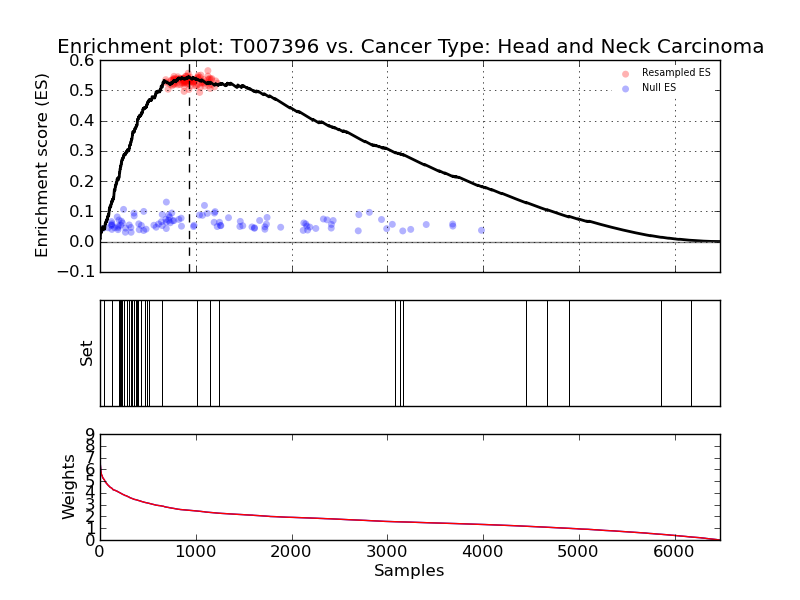 Enrichment plot: T007396 vs. Cancer Type: Head and Neck Carcinoma
0.6
0.5
0.4
0.3
0.2
0.1
0.0
−0.1
Enrichment score (ES)
Resampled ES
Null ES
Set
9
8
7
6
5
4
3
2
1
0
Weights
0 1000 2000 3000 4000 5000 6000
Samples